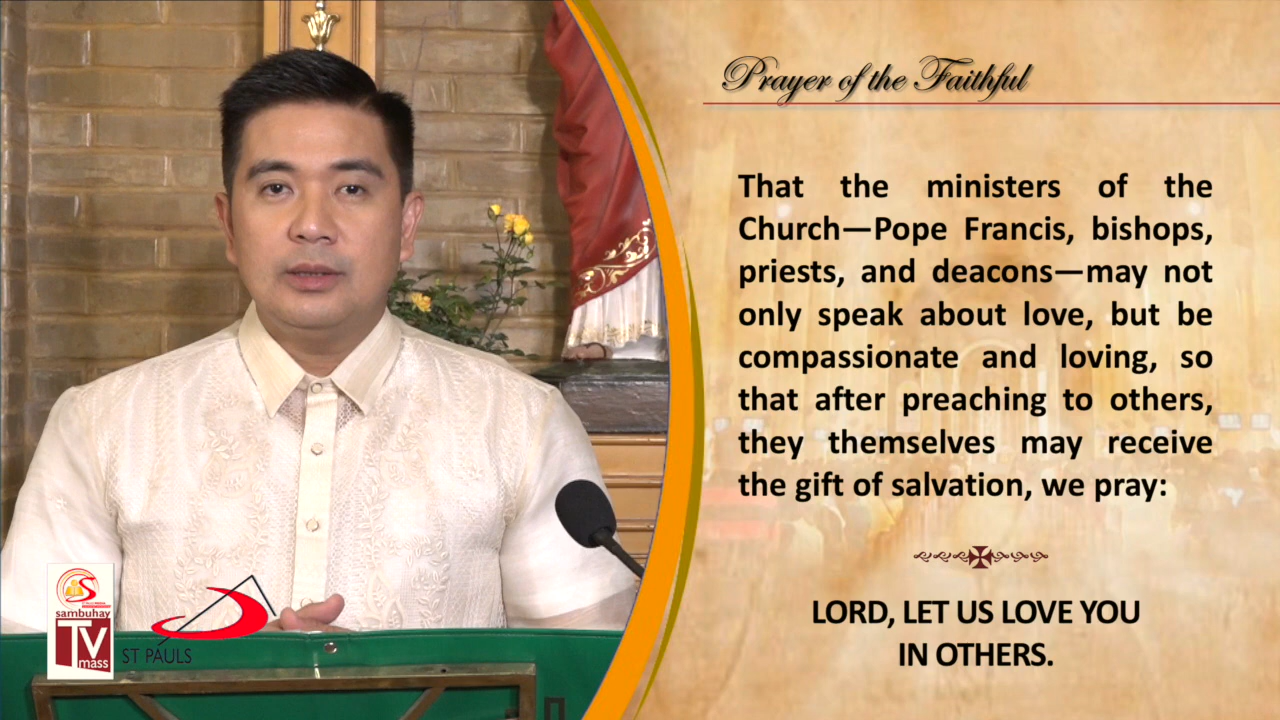 Prayer of the Faithful
That the ministers of the
Church—Pope Francis, bishops,
priests, and deacons—may not
only speak about love, but be
compassionate and loving, so
that after preaching to others,
they themselves may receive
the gift of salvation, we pray:
LORD, LET US LOVE YOU
IN OTHERS.
sambuhay
TV
mass
ST PAULS